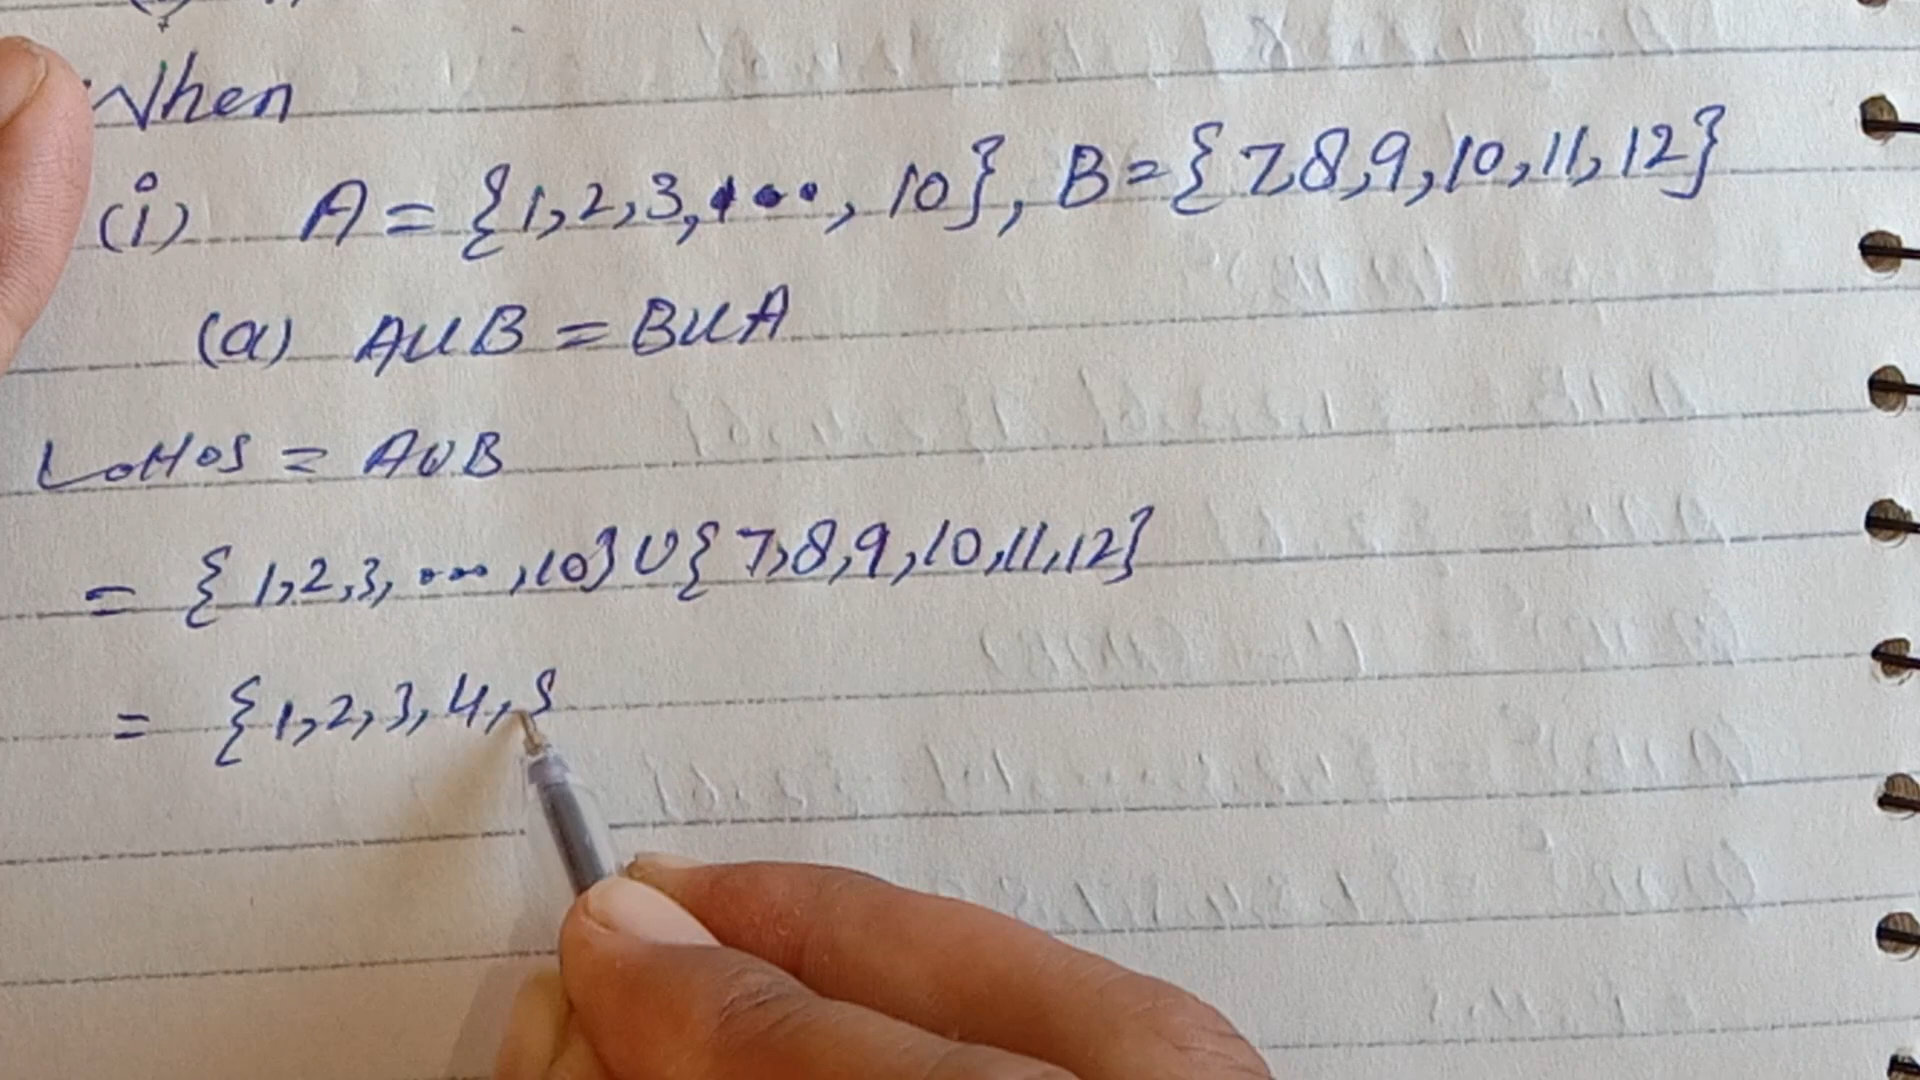 When
(i) A = {1,2,3,..., 10}, B = {7,8,9,10,11,12}
(a) A∪B = B∪A
L.H.S = A∪B
= {1,2,3,...,10}∪{7,8,9,10,11,12}
= {1,2,3,4,5